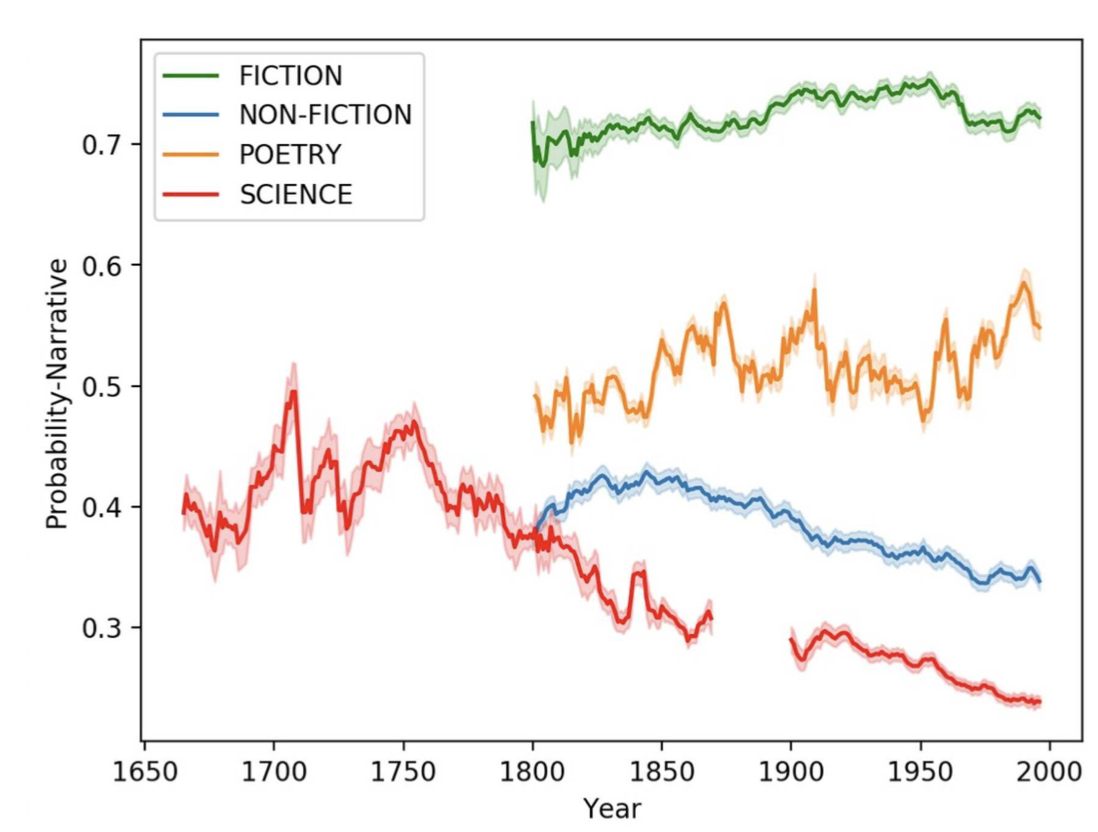 FICTION
NON-FICTION
POETRY
SCIENCE
0.7
0.6
0.5
0.4
0.3
Probability-Narrative
1650 1700 1750 1800 1850 1900 1950 2000
Year